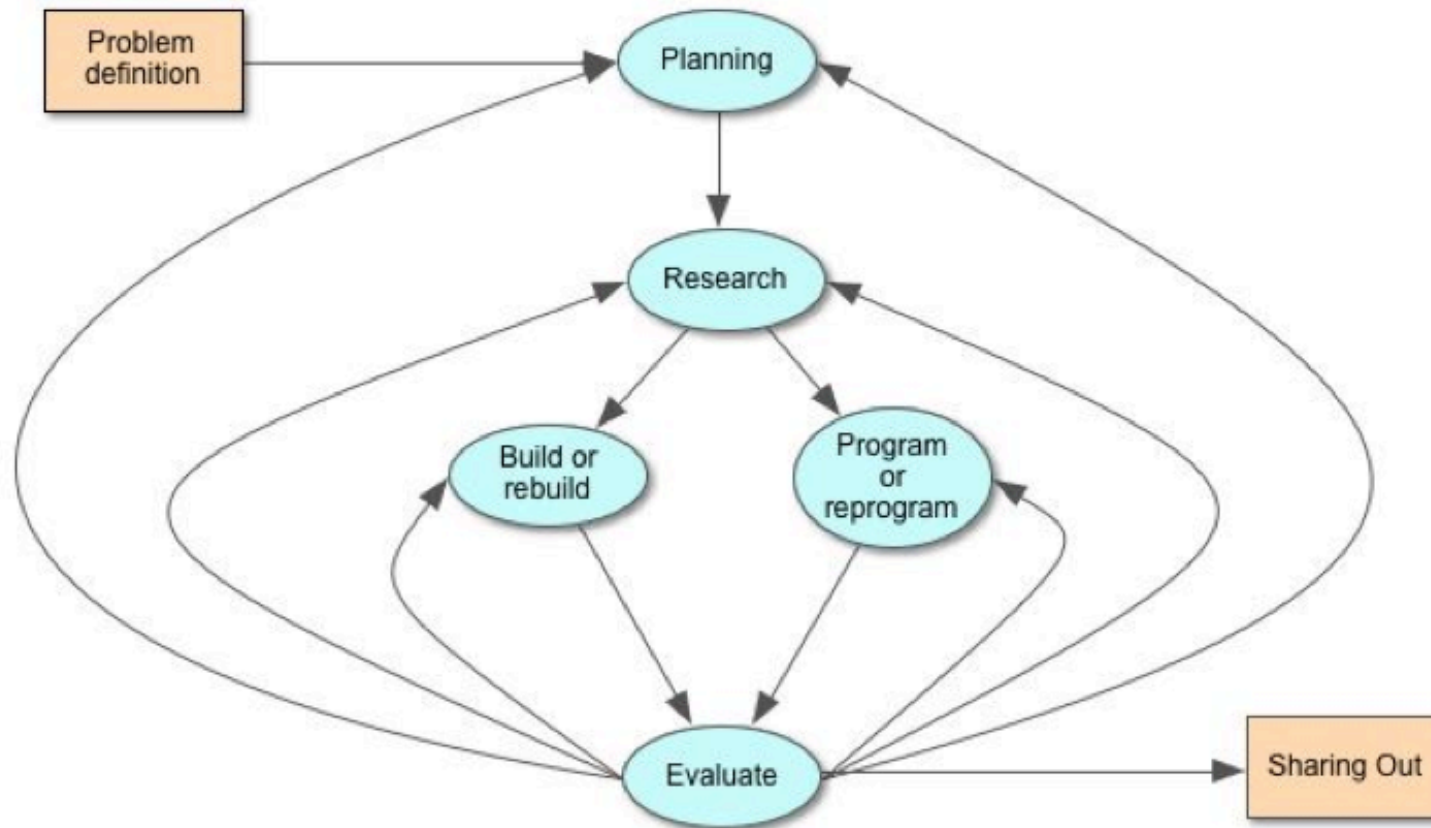 Problem
definition
Planning
Research
Build or
rebuild
Program
or
reprogram
Evaluate
Sharing Out